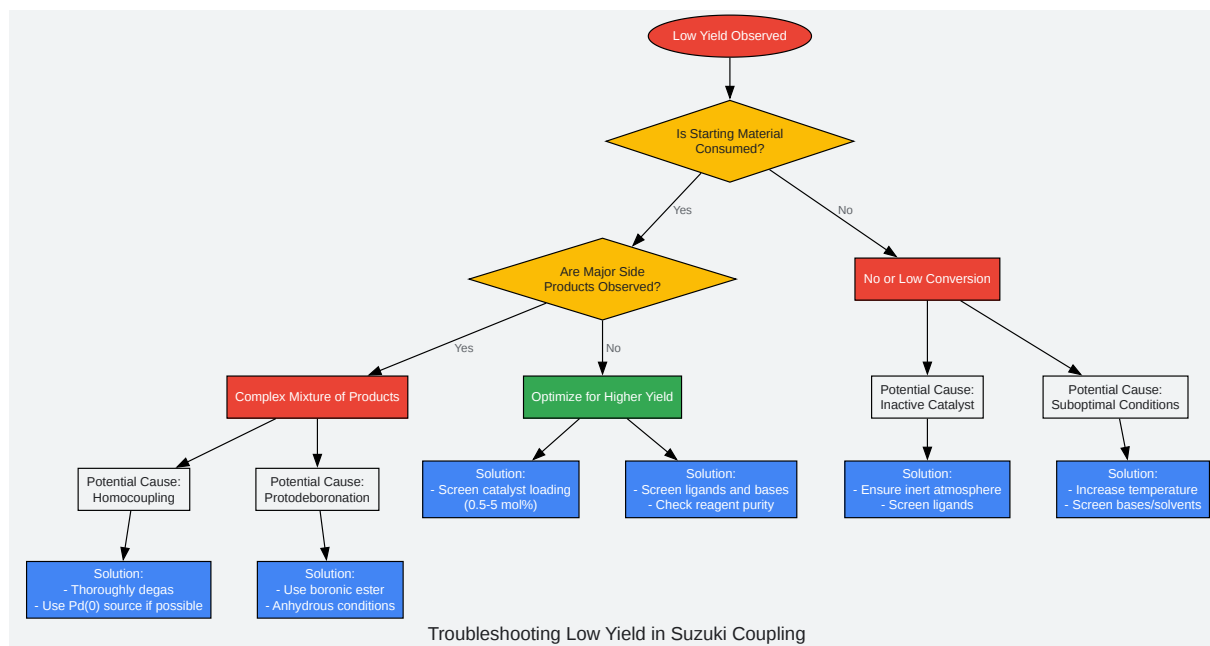 Low Yield Observed
Is Starting Material
Consumed?
Yes
No
Are Major Side
Products Observed?
No or Low Conversion
Yes
No
Complex Mixture of Products
Optimize for Higher Yield
Potential Cause:
Inactive Catalyst
Potential Cause:
Suboptimal Conditions
Potential Cause:
Homocoupling
Potential Cause:
Protodeboronation
Solution:
- Screen catalyst loading
(0.5-5 mol%)
Solution:
- Screen ligands and bases
- Check reagent purity
Solution:
- Ensure inert atmosphere
- Screen ligands
Solution:
- Increase temperature
- Screen bases/solvents
Solution:
- Thoroughly degas
- Use Pd(0) source if possible
Solution:
- Use boronic ester
- Anhydrous conditions
Troubleshooting Low Yield in Suzuki Coupling